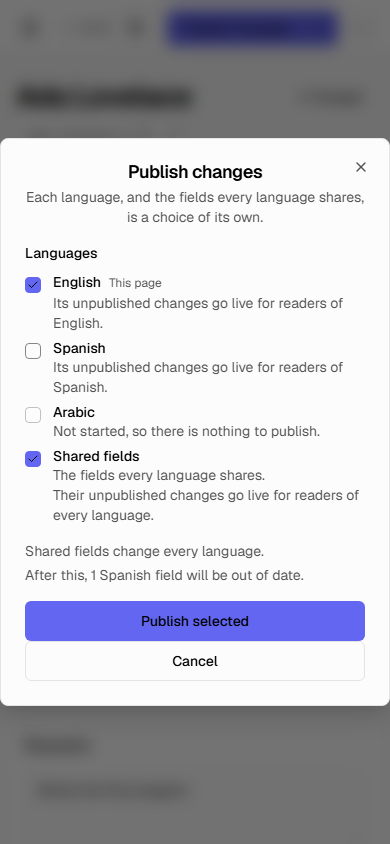 Publish changes
Each language, and the fields every language shares,
is a choice of its own.
Languages
English This page
Its unpublished changes go live for readers of
English.
Spanish
Its unpublished changes go live for readers of
Spanish.
Arabic
Not started, so there is nothing to publish.
Shared fields
The fields every language shares.
Their unpublished changes go live for readers of
every language.
Shared fields change every language.
After this, 1 Spanish field will be out of date.
Publish selected
Cancel